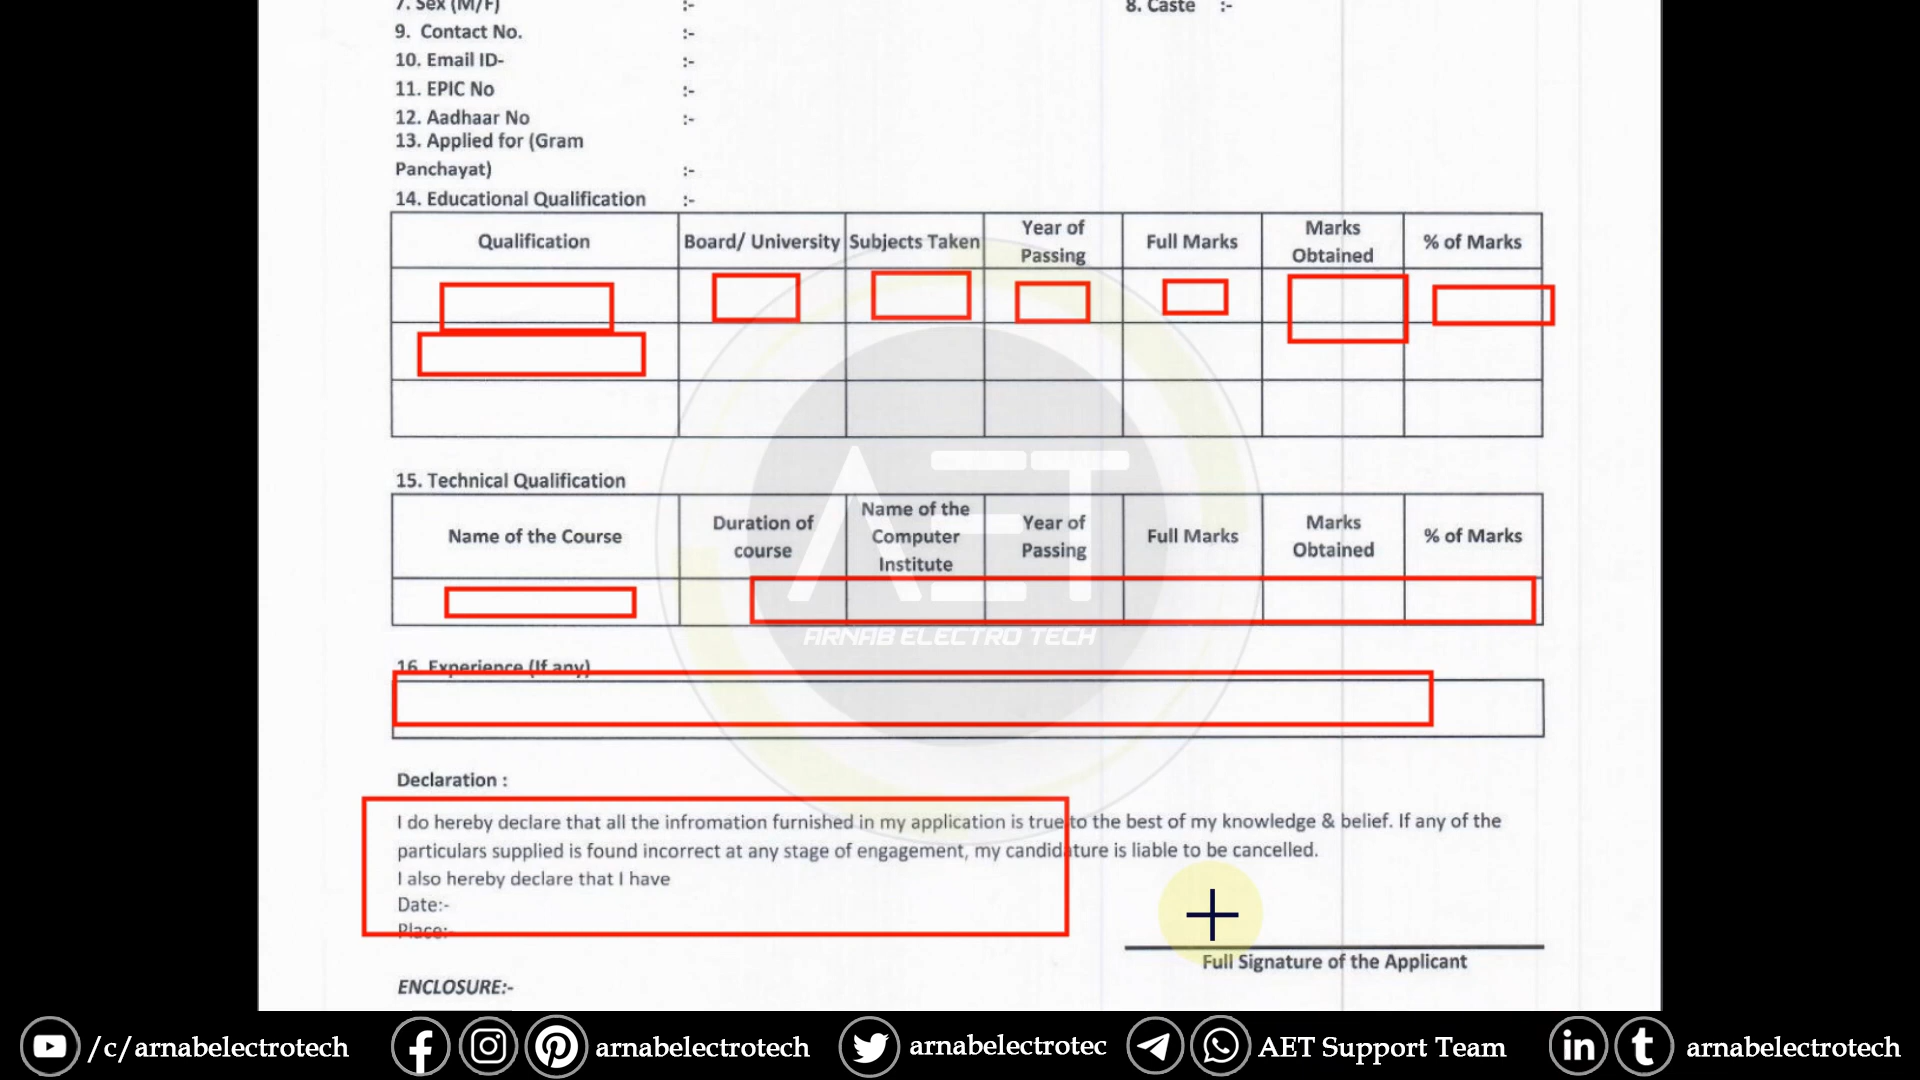 7. Sex (M/F) :- 8. Caste :-
9. Contact No. :-
10. Email ID- :-
11. EPIC No :-
12. Aadhaar No :-
13. Applied for (Gram
Panchayat) :-
14. Educational Qualification :-
Qualification
Board/ University
Subjects Taken
Year of
Passing
Full Marks
Marks
Obtained
% of Marks
15. Technical Qualification
Name of the Course
Duration of
course
Name of the
Computer
Institute
Year of
Passing
Full Marks
Marks
Obtained
% of Marks
AET
ARNAB ELECTRO TECH
16. Experience (If any)
Declaration :
I do hereby declare that all the infromation furnished in my application is true to the best of my knowledge & belief. If any of the
particulars supplied is found incorrect at any stage of engagement, my candidature is liable to be cancelled.
I also hereby declare that I have
Date:-
Place:-
Full Signature of the Applicant
ENCLOSURE:-
/c/arnabelectrotech
arnabelectrotech
arnabelectrotec
AET Support Team
arnabelectrotech